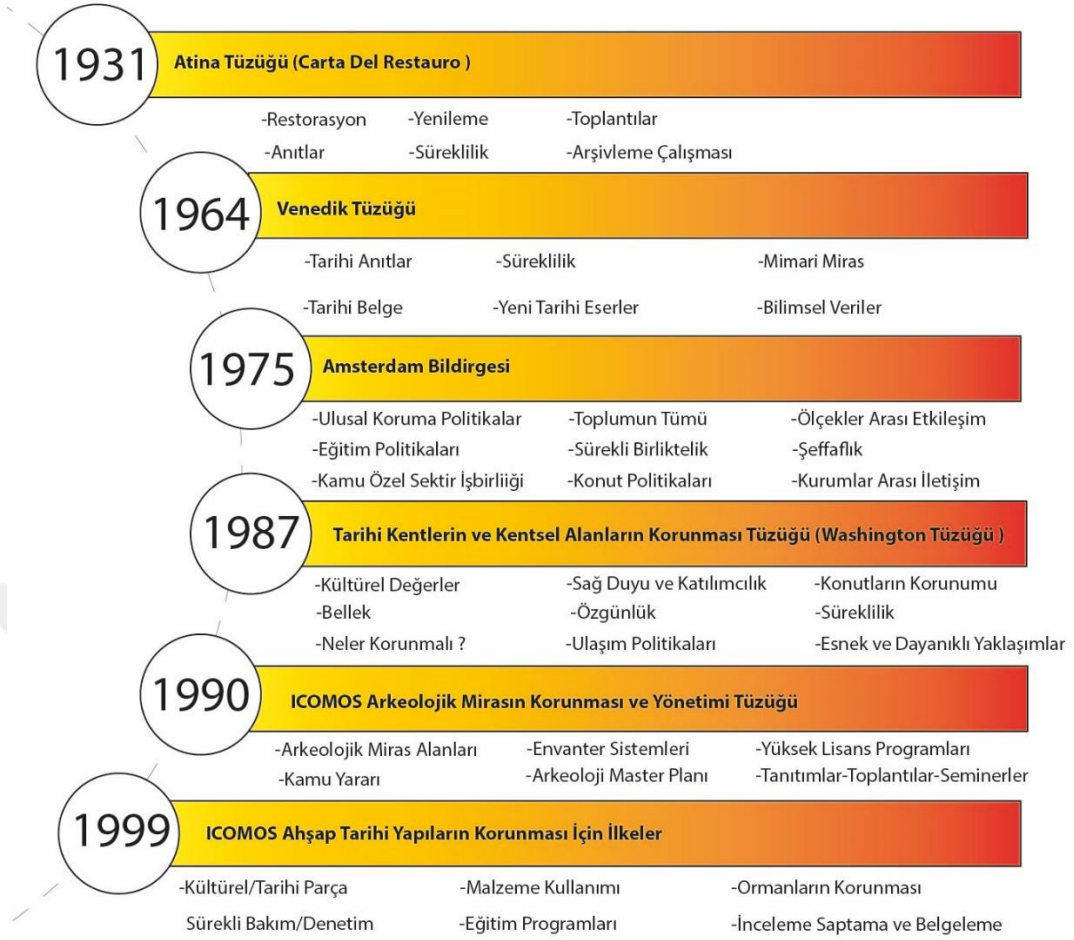 1931
Atina Tüzüğü (Carta Del Restauro )
-Restorasyon -Yenileme -Toplantılar
-Anıtlar -Süreklilik -Arşivleme Çalışması
1964
Venedik Tüzüğü
-Tarihi Anıtlar -Süreklilik -Mimari Miras
-Tarihi Belge -Yeni Tarihi Eserler -Bilimsel Veriler
1975
Amsterdam Bildirgesi
-Ulusal Koruma Politikalar -Toplumun Tümü -Ölçekler Arası Etkileşim
-Eğitim Politikaları -Sürekli Birliktelik -Şeffaflık
-Kamu Özel Sektir İşbirliiği -Konut Politikaları -Kurumlar Arası İletişim
1987
Tarihi Kentlerin ve Kentsel Alanların Korunması Tüzüğü (Washington Tüzüğü )
-Kültürel Değerler -Sağ Duyu ve Katılımcılık -Konutların Korunumu
-Bellek -Özgünlük -Süreklilik
-Neler Korunmalı ? -Ulaşım Politikaları -Esnek ve Dayanıklı Yaklaşımlar
1990
ICOMOS Arkeolojik Mirasın Korunması ve Yönetimi Tüzüğü
-Arkeolojik Miras Alanları -Envanter Sistemleri -Yüksek Lisans Programları
-Kamu Yararı -Arkeoloji Master Planı -Tanıtımlar-Toplantılar-Seminerler
1999
ICOMOS Ahşap Tarihi Yapıların Korunması İçin İlkeler
-Kültürel/Tarihi Parça -Malzeme Kullanımı -Ormanların Korunması
Sürekli Bakım/Denetim -Eğitim Programları -İnceleme Saptama ve Belgeleme